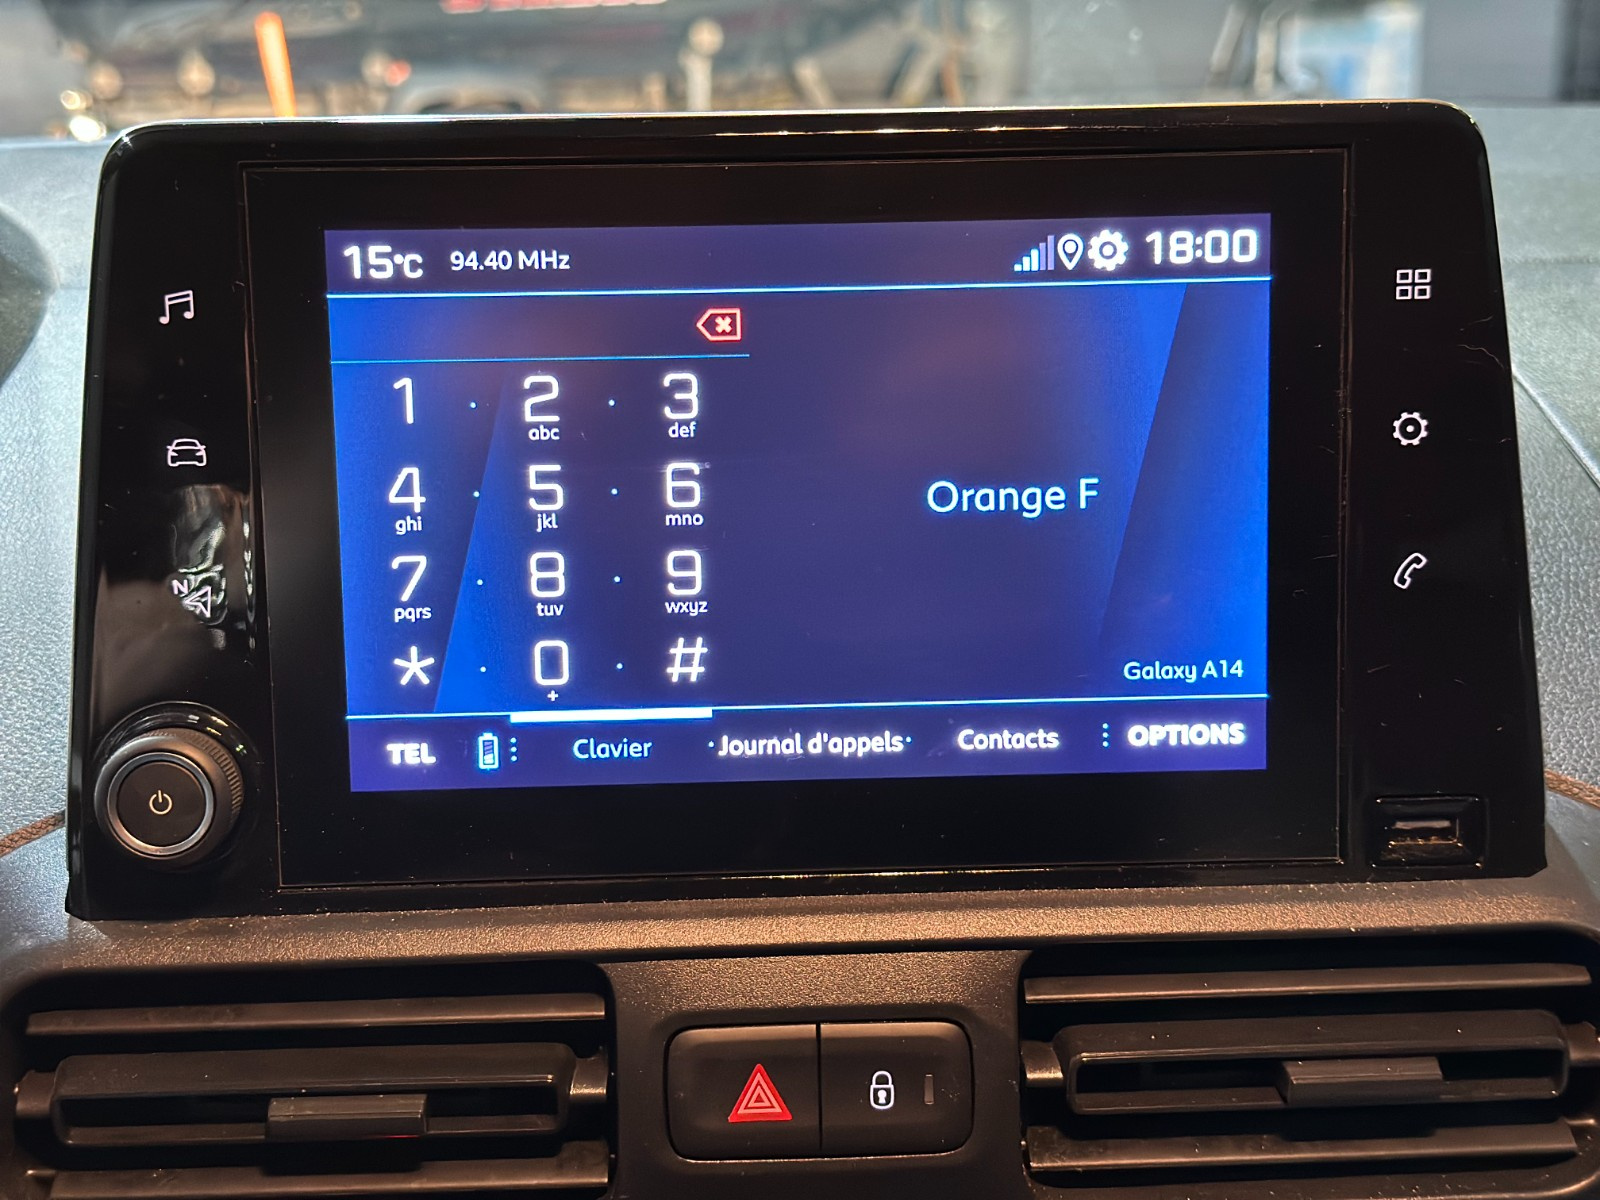 15°C 94.40 MHz 18:00
1 2 3
abc def
4 5 6
ghi jkl mno
Orange F
7 8 9
pqrs tuv wxyz
* 0 #
+
Galaxy A14
TEL Clavier Journal d'appels Contacts OPTIONS
N